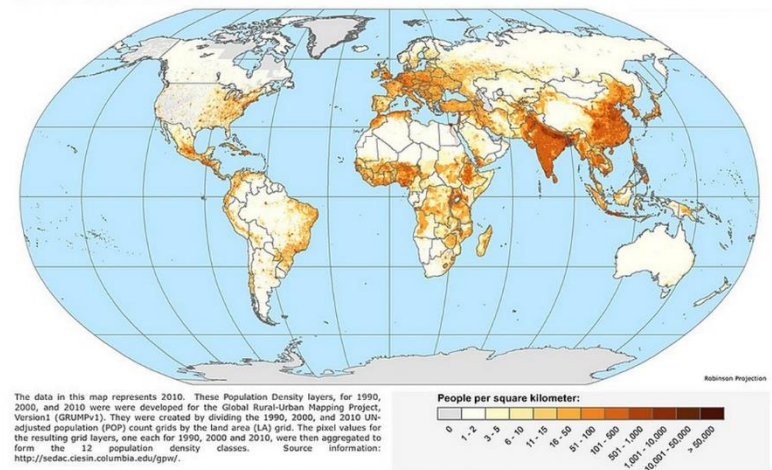 Robinson Projection
The data in this map represents 2010. These Population Density layers, for 1990,
2000, and 2010 were were developed for the Global Rural-Urban Mapping Project,
Version1 (GRUMPv1). They were created by dividing the 1990, 2000, and 2010 UN-
adjusted population (POP) count grids by the land area (LA) grid. The pixel values for
the resulting grid layers, one each for 1990, 2000 and 2010, were then aggregated to
form the 12 population density classes. Source information:
http://sedac.ciesin.columbia.edu/gpw/.
People per square kilometer:
0
1 - 2
3 - 5
6 - 10
11 - 15
16 - 50
51 - 100
101 - 500
501 - 1,000
1,001 - 10,000
10,001 - 50,000
> 50,000